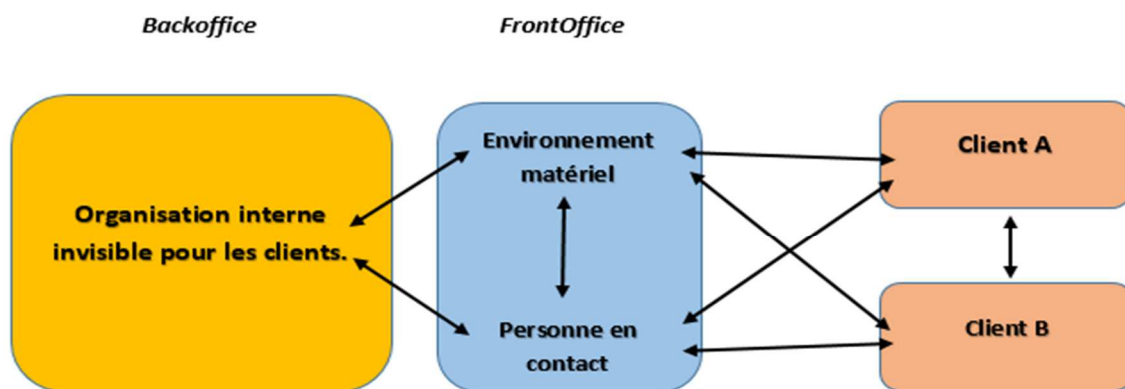 Backoffice
FrontOffice
Organisation interne
invisible pour les clients.
Environnement
matériel
Personne en
contact
Client A
Client B